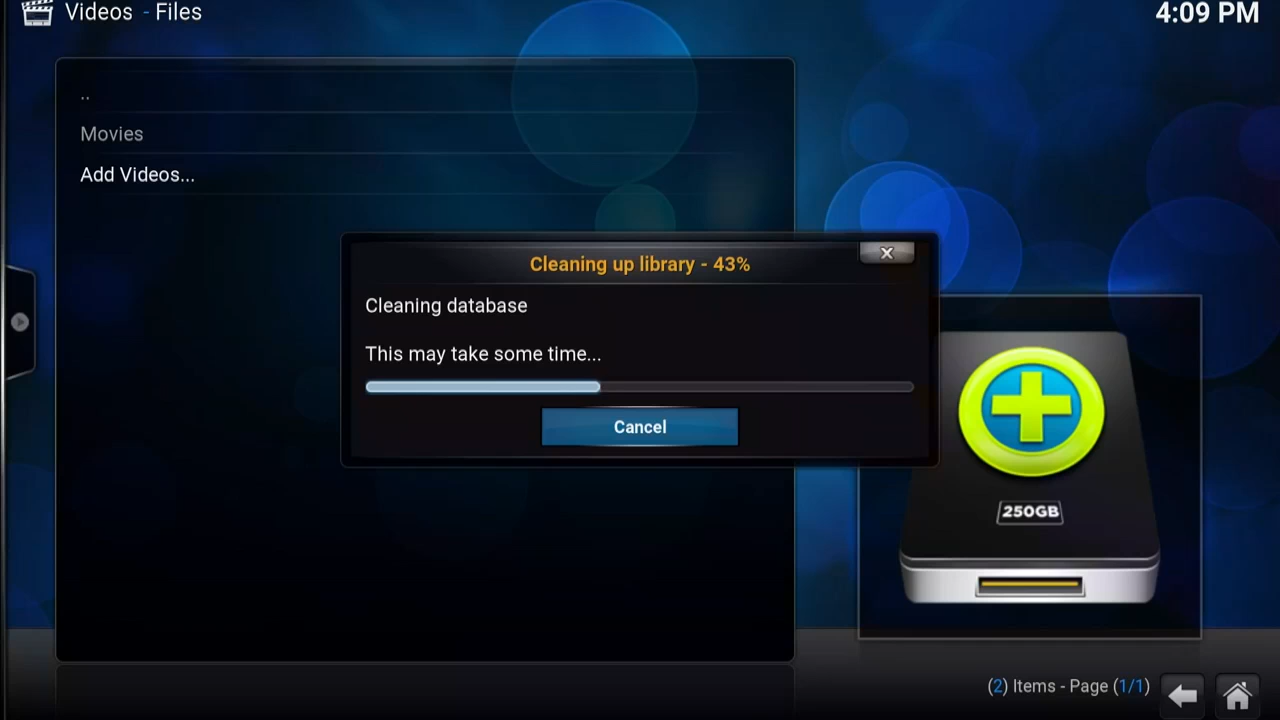 Videos - Files
4:09 PM
..
Movies
Add Videos...
Cleaning up library - 43%
Cleaning database
This may take some time...
Cancel
250GB
(2) Items - Page (1/1)